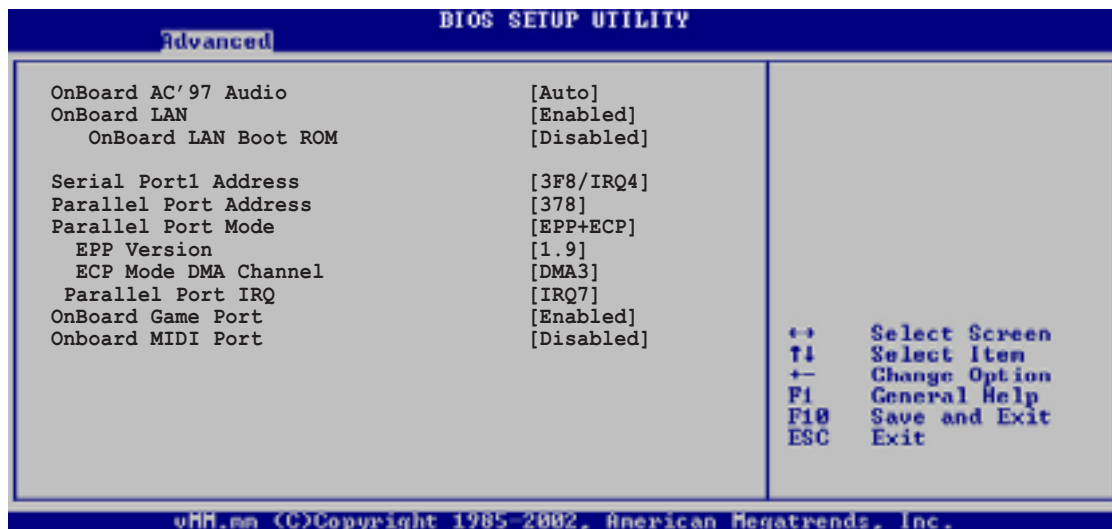 BIOS SETUP UTILITY
Advanced
OnBoard AC’97 Audio [Auto]
OnBoard LAN [Enabled]
OnBoard LAN Boot ROM [Disabled]
Serial Port1 Address [3F8/IRQ4]
Parallel Port Address [378]
Parallel Port Mode [EPP+ECP]
EPP Version [1.9]
ECP Mode DMA Channel [DMA3]
Parallel Port IRQ [IRQ7]
OnBoard Game Port [Enabled]
Onboard MIDI Port [Disabled]
↔ Select Screen
↑↓ Select Item
+- Change Option
F1 General Help
F10 Save and Exit
ESC Exit
vMM.mm (C)Copyright 1985-2002, American Megatrends, Inc.